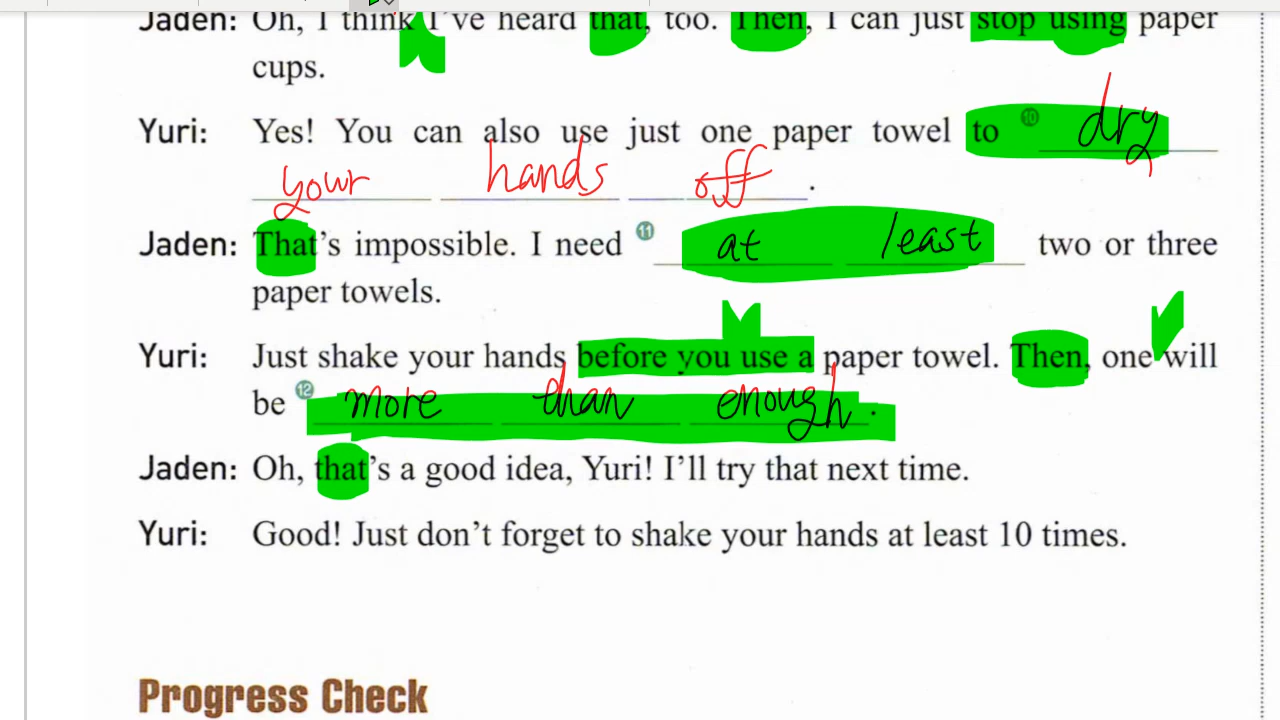 Jaden: Oh, I think I've heard that, too. Then, I can just stop using paper
cups.
Yuri: Yes! You can also use just one paper towel to ⑩ dry
your hands off.
Jaden: That's impossible. I need ⑪ at least two or three
paper towels.
Yuri: Just shake your hands before you use a paper towel. Then, one will
be ⑫ more than enough.
Jaden: Oh, that's a good idea, Yuri! I'll try that next time.
Yuri: Good! Just don't forget to shake your hands at least 10 times.
Progress Check